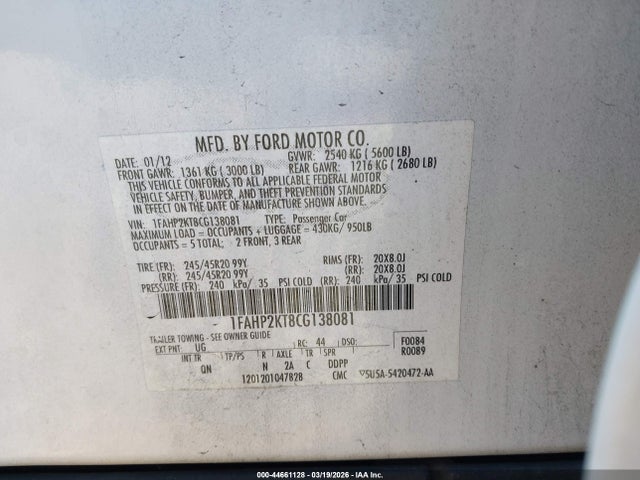 MFD. BY FORD MOTOR CO.
DATE: 01/12 GVWR: 2540 KG ( 5600 LB)
FRONT GAWR: 1361 KG ( 3000 LB) REAR GAWR: 1216 KG ( 2680 LB)
THIS VEHICLE CONFORMS TO ALL APPLICABLE FEDERAL MOTOR
VEHICLE SAFETY, BUMPER, AND THEFT PREVENTION STANDARDS
IN EFFECT ON THE DATE OF MANUFACTURE SHOWN ABOVE.
VIN: 1FAHP2KT8CG138081 TYPE: Passenger Car
MAXIMUM LOAD = OCCUPANTS + LUGGAGE = 430KG/ 950LB
OCCUPANTS = 5 TOTAL; - 2 FRONT, 3 REAR
TIRE (FR): 245/45R20 99Y RIMS (FR): 20X8.0J
(RR): 245/45R20 99Y (RR): 20X8.0J
PRESSURE (FR): 240 kPa/ 35 PSI COLD (RR): 240 kPa/ 35 PSI COLD
1FAHP2KT8CG138081
TRAILER TOWING - SEE OWNER GUIDE
EXT PNT: UG RC: 44 DSO: F0084
R0089
INT TR TP/PS R AXLE TR SPR
QN N 2A C DDPP
1201201047828 CMC 5U5A-5420472-AA
000-44661128 - 03/19/2026 - IAA Inc.